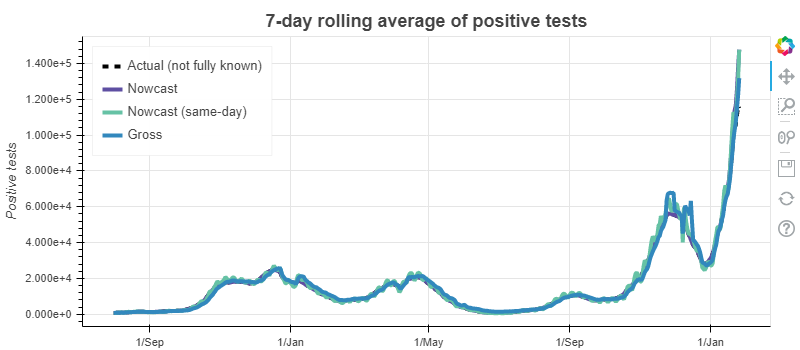 7-day rolling average of positive tests
Actual (not fully known)
Nowcast
Nowcast (same-day)
Gross
Positive tests
1.400e+5
1.200e+5
1.000e+5
8.000e+4
6.000e+4
4.000e+4
2.000e+4
0.000e+0
1/Sep 1/Jan 1/May 1/Sep 1/Jan